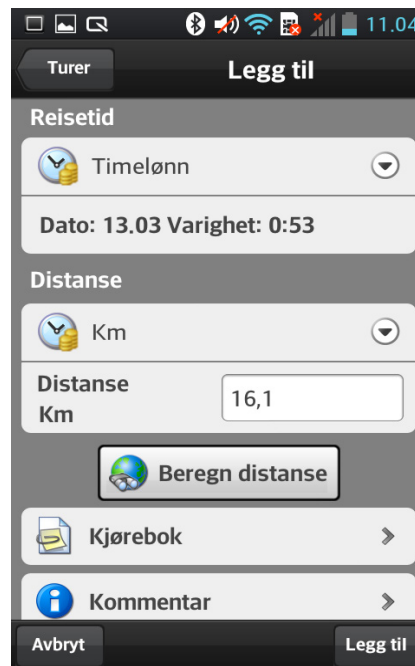 11.04
Turer
Legg til
Reisetid
Timelønn
Dato: 13.03 Varighet: 0:53
Distanse
Km
Distanse
Km
16,1
Beregn distanse
Kjørebok
Kommentar
Avbryt
Legg til